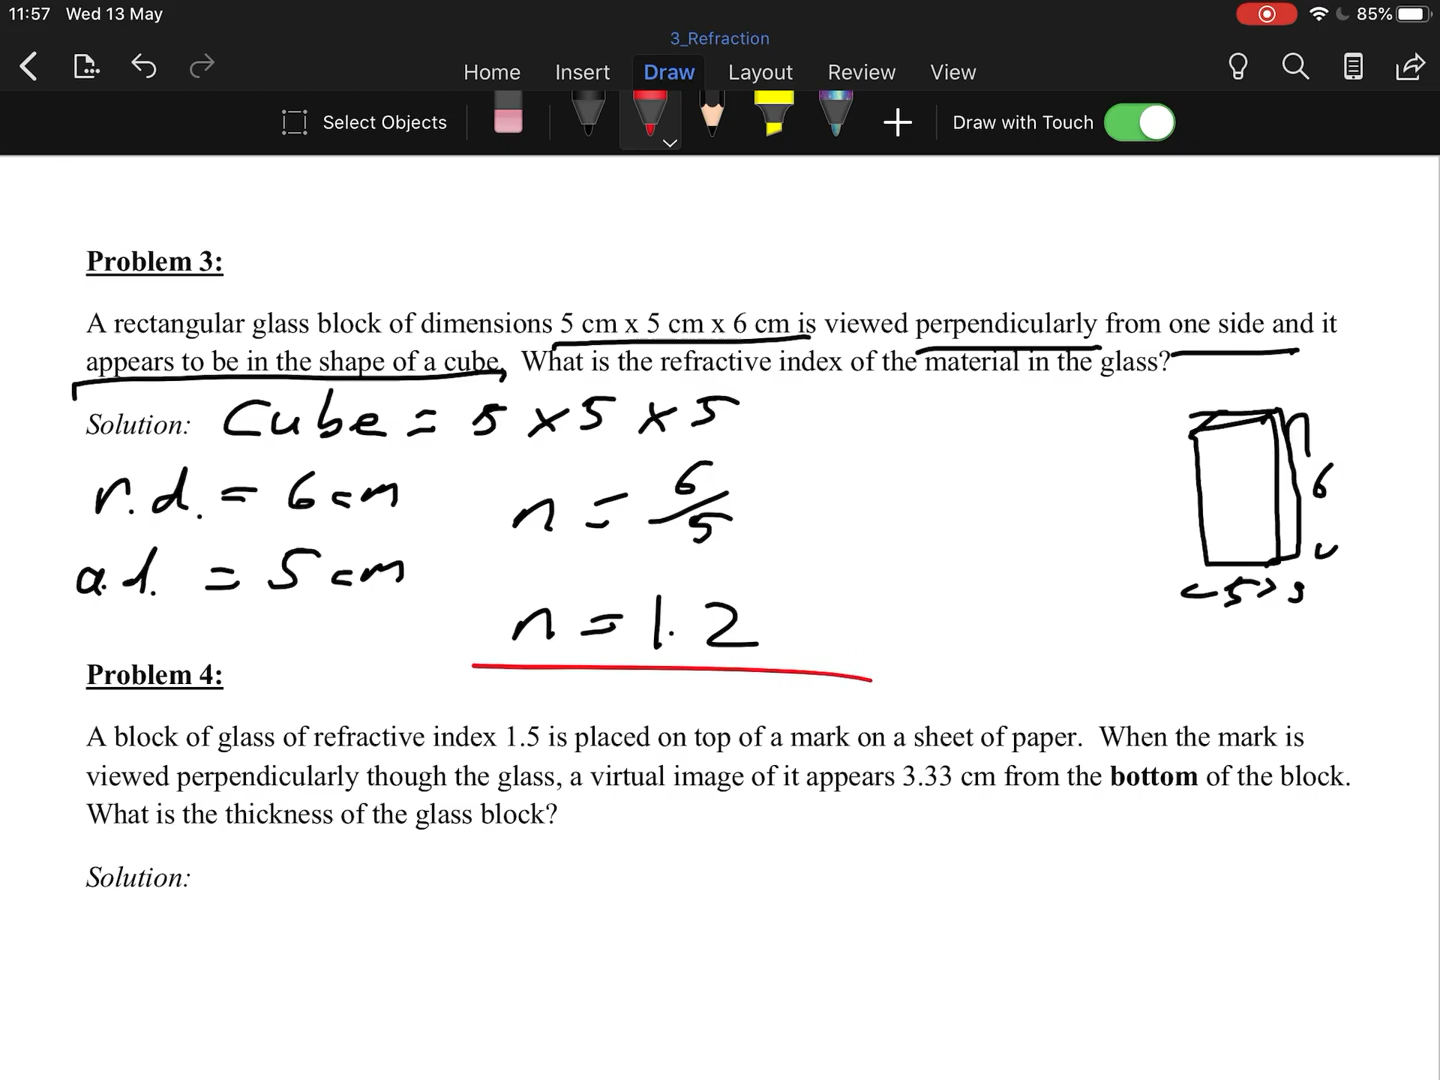 11:57 Wed 13 May 85%
3_Refraction
Home Insert Draw Layout Review View
Select Objects Draw with Touch
Problem 3:
A rectangular glass block of dimensions 5 cm x 5 cm x 6 cm is viewed perpendicularly from one side and it
appears to be in the shape of a cube. What is the refractive index of the material in the glass?
Solution: Cube = 5 x 5 x 5
r.d. = 6 cm n = 6/5
6
a.d. = 5 cm
<5>
n = 1.2
Problem 4:
A block of glass of refractive index 1.5 is placed on top of a mark on a sheet of paper. When the mark is
viewed perpendicularly though the glass, a virtual image of it appears 3.33 cm from the bottom of the block.
What is the thickness of the glass block?
Solution: